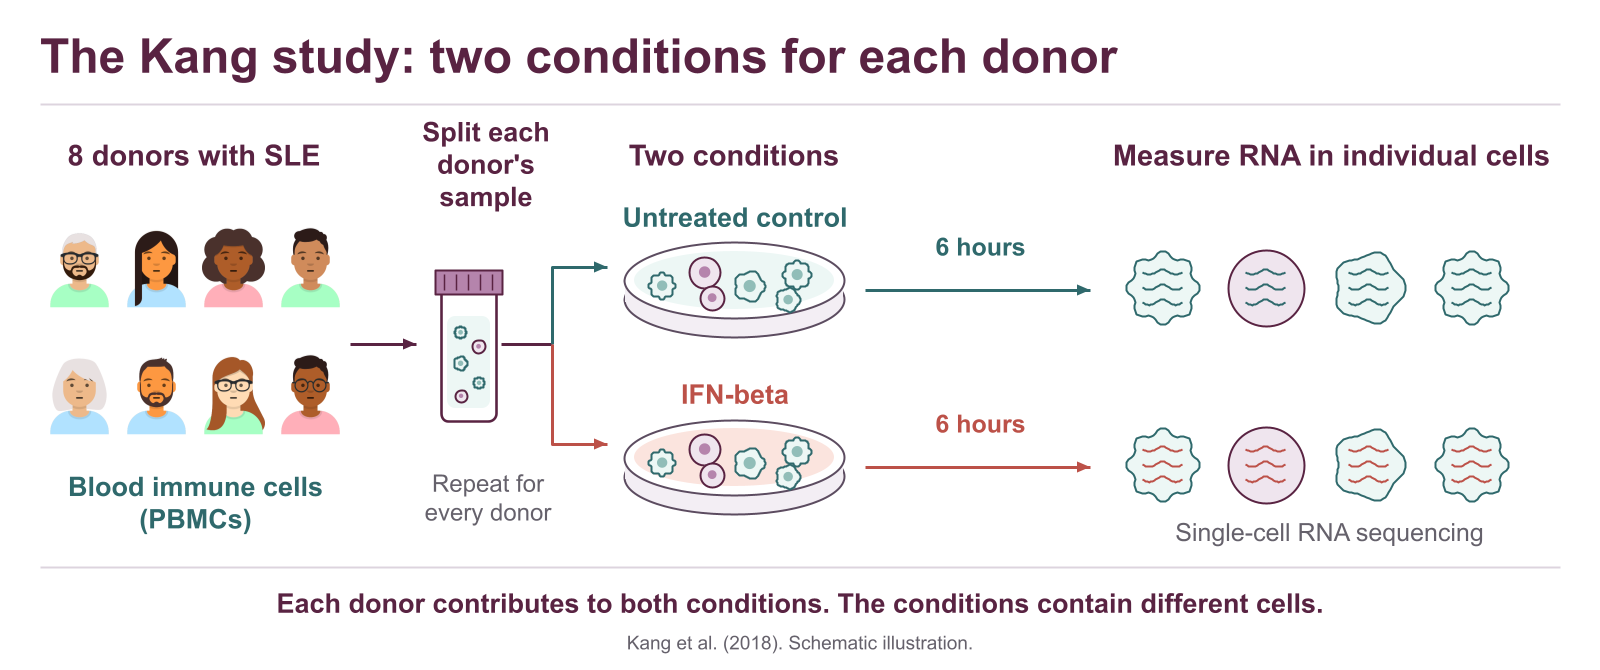 The Kang study: two conditions for each donor
8 donors with SLE
Blood immune cells
(PBMCs)
Split each
donor's
sample
Repeat for
every donor
Two conditions
Untreated control
IFN-beta
6 hours
6 hours
Measure RNA in individual cells
Single-cell RNA sequencing
Each donor contributes to both conditions. The conditions contain different cells.
Kang et al. (2018). Schematic illustration.